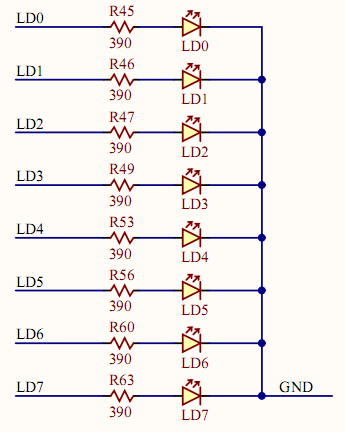 LD0 R45
390 LD0
LD1 R46
390 LD1
LD2 R47
390 LD2
LD3 R49
390 LD3
LD4 R53
390 LD4
LD5 R56
390 LD5
LD6 R60
390 LD6
LD7 R63 GND
390 LD7